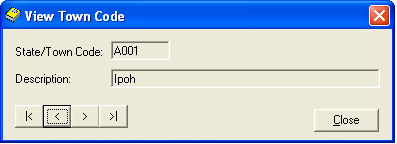 View Town Code
State/Town Code: A001
Description: Ipoh
|< < > >| Close